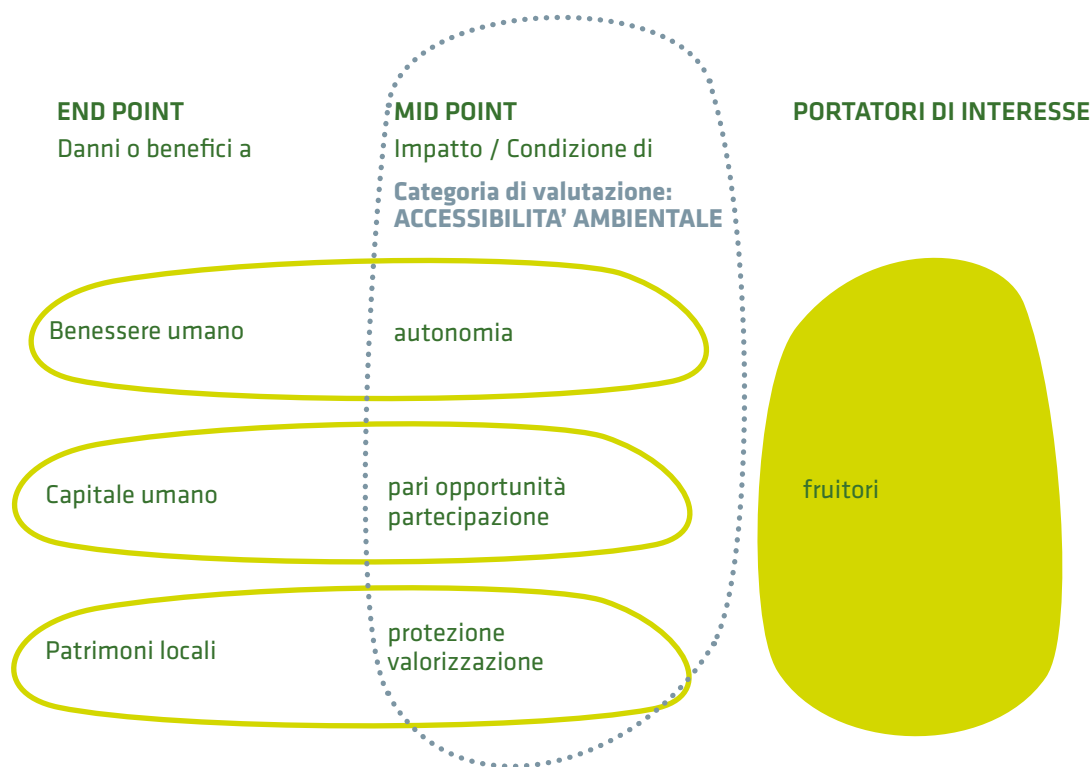 END POINT
Danni o benefici a
MID POINT
Impatto / Condizione di
Categoria di valutazione:
ACCESSIBILITA’ AMBIENTALE
PORTATORI DI INTERESSE
Benessere umano
autonomia
Capitale umano
pari opportunità
partecipazione
fruitori
Patrimoni locali
protezione
valorizzazione